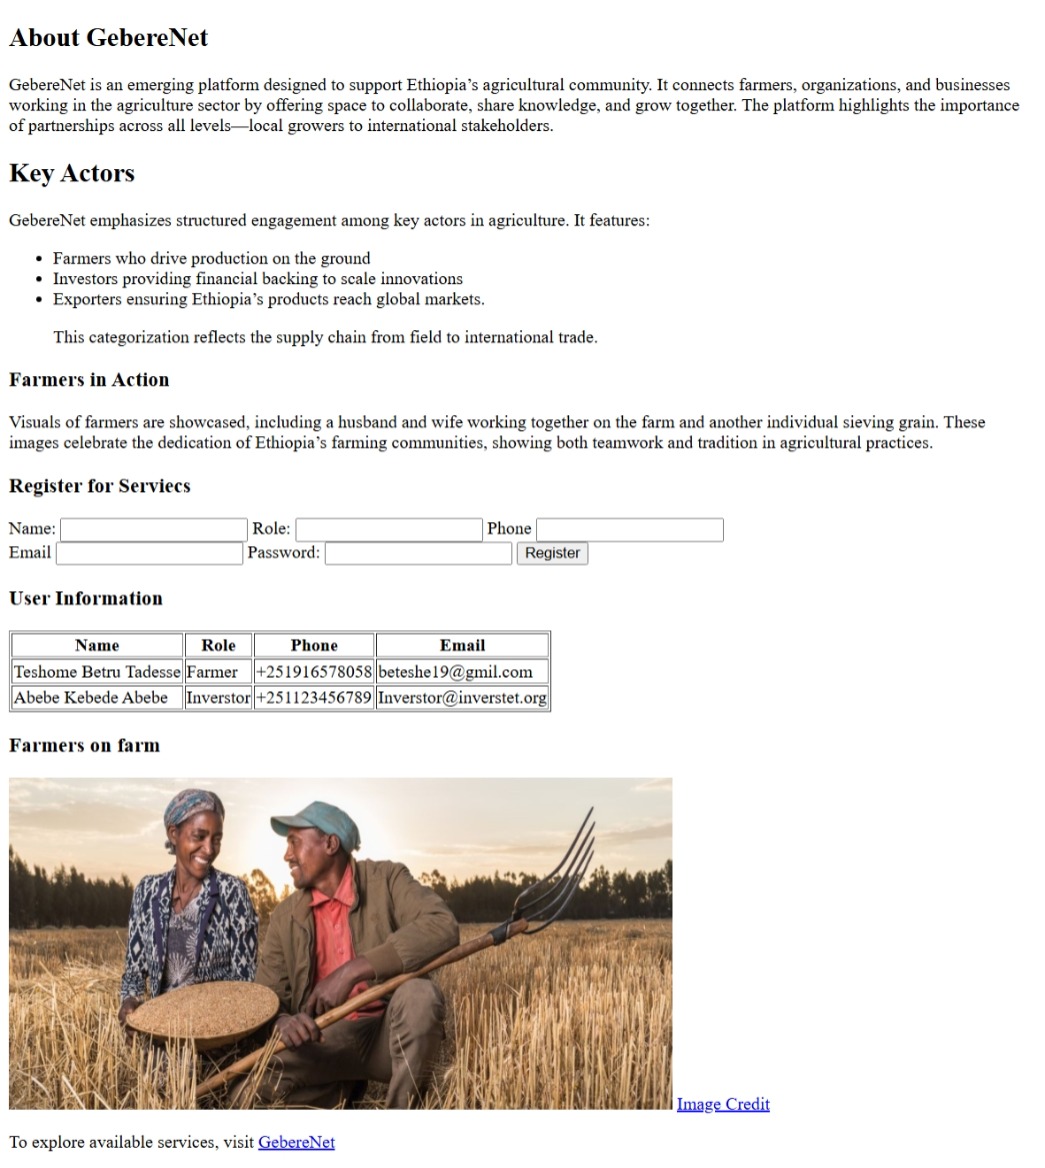 About GebereNet
GebereNet is an emerging platform designed to support Ethiopia’s agricultural community. It connects farmers, organizations, and businesses
working in the agriculture sector by offering space to collaborate, share knowledge, and grow together. The platform highlights the importance
of partnerships across all levels—local growers to international stakeholders.
Key Actors
GebereNet emphasizes structured engagement among key actors in agriculture. It features:
• Farmers who drive production on the ground
• Investors providing financial backing to scale innovations
• Exporters ensuring Ethiopia’s products reach global markets.
This categorization reflects the supply chain from field to international trade.
Farmers in Action
Visuals of farmers are showcased, including a husband and wife working together on the farm and another individual sieving grain. These
images celebrate the dedication of Ethiopia’s farming communities, showing both teamwork and tradition in agricultural practices.
Register for Serviecs
Name: Role: Phone
Email Password: Register
User Information
Name Role Phone Email
Teshome Betru Tadesse Farmer +251916578058 beteshe19@gmil.com
Abebe Kebede Abebe Inverstor +251123456789 Inverstor@inverstet.org
Farmers on farm
Image Credit
To explore available services, visit GebereNet